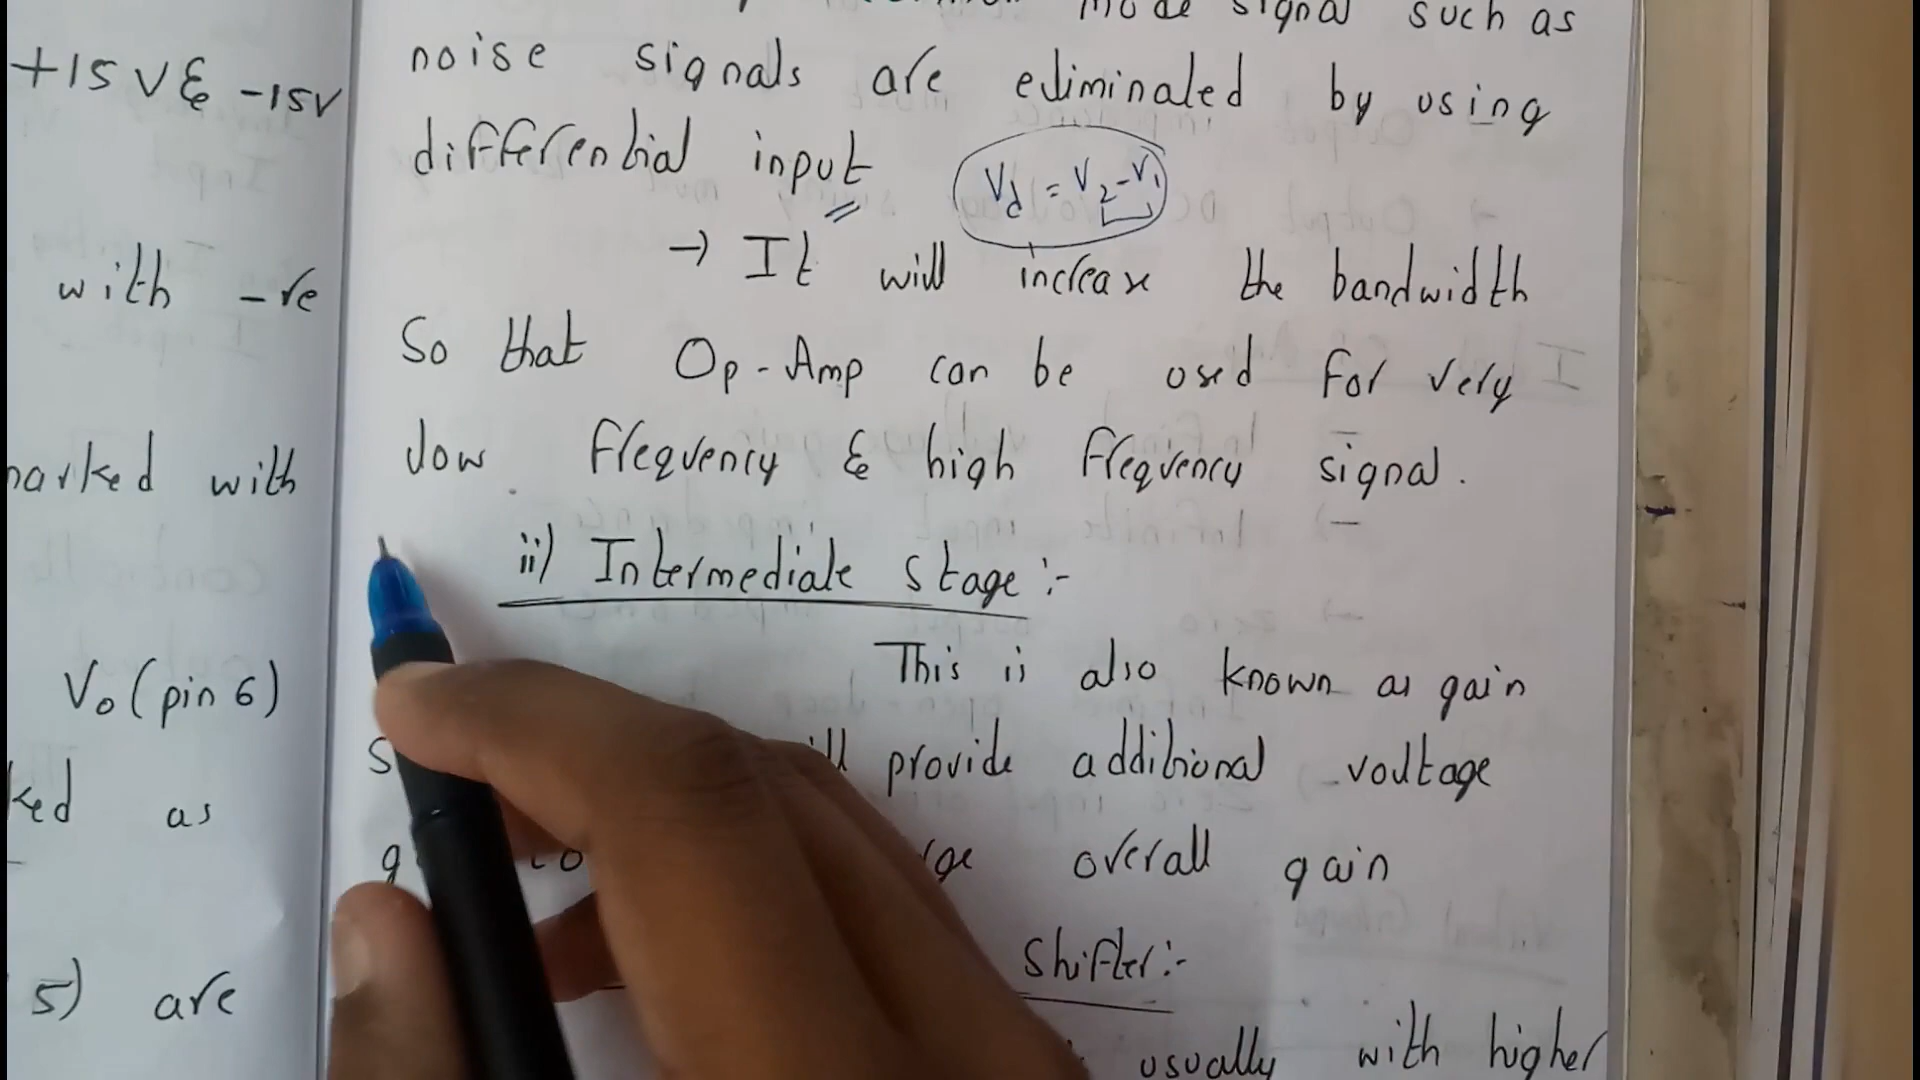 +15V & -15V
with -ve
marked with
Vo (pin 6)
as
5) are
mode signal such as
noise signals are eliminated by using
differential input Vd = V2-V1
→ It will increase the bandwidth
So that Op-Amp can be used for very
low frequency & high frequency signal.
ii) Intermediate stage:-
This is also known as gain
provide additional voltage
overall gain
Shifter:-
usually with higher